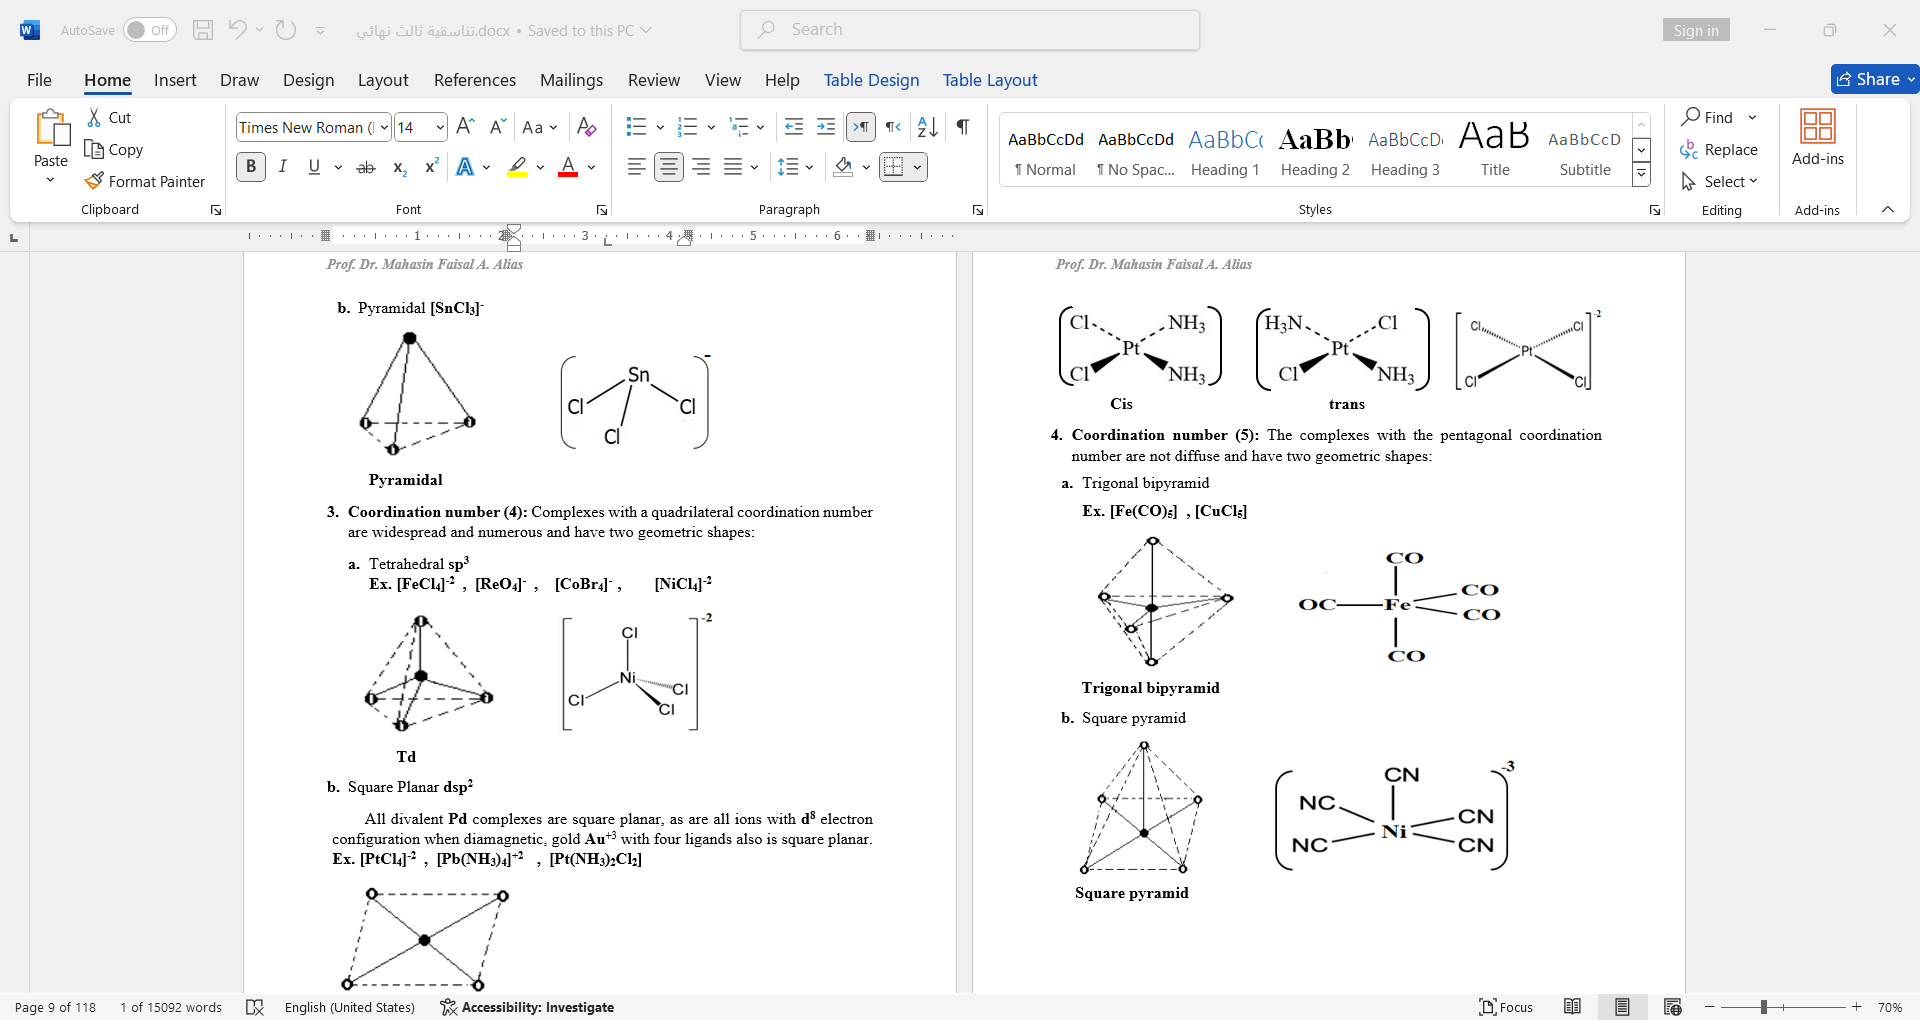 AutoSave Off تناسقية ثالث نهائي.docx • Saved to this PC Search Sign in
File Home Insert Draw Design Layout References Mailings Review View Help Table Design Table Layout Share
Paste
Cut
Copy
Format Painter
Clipboard
Times New Roman ( 14
Aa
B I U ab x₂ x² A A
Font
Paragraph
AaBbCcDd AaBbCcDd AaBbCc AaBb AaBbCcD AaB AaBbCcD
¶ Normal ¶ No Spac... Heading 1 Heading 2 Heading 3 Title Subtitle
Styles
Find
Replace
Select
Editing
Add-ins
Add-ins
1 2 3 4 5 6
Prof. Dr. Mahasin Faisal A. Alias
b. Pyramidal [SnCl₃]⁻
Sn
Cl Cl
Cl
-
Pyramidal
3. Coordination number (4): Complexes with a quadrilateral coordination number
are widespread and numerous and have two geometric shapes:
a. Tetrahedral sp³
Ex. [FeCl₄]⁻² , [ReO₄]⁻ , [CoBr₄]⁻ , [NiCl₄]⁻²
-2
Cl
Ni
Cl Cl
Cl
Td
b. Square Planar dsp²
All divalent Pd complexes are square planar, as are all ions with d⁸ electron
configuration when diamagnetic, gold Au⁺³ with four ligands also is square planar.
Ex. [PtCl₄]⁻² , [Pb(NH₃)₄]⁺² , [Pt(NH₃)₂Cl₂]
Prof. Dr. Mahasin Faisal A. Alias
Cl NH₃
Pt
Cl NH₃
H₃N Cl
Pt
Cl NH₃
-2
Cl Cl
Pt
Cl Cl
Cis trans
4. Coordination number (5): The complexes with the pentagonal coordination
number are not diffuse and have two geometric shapes:
a. Trigonal bipyramid
Ex. [Fe(CO)₅] , [CuCl₅]
CO
CO
OC Fe
CO
CO
Trigonal bipyramid
b. Square pyramid
-3
CN
NC CN
Ni
NC CN
Square pyramid
Page 9 of 118 1 of 15092 words English (United States) Accessibility: Investigate Focus 70%